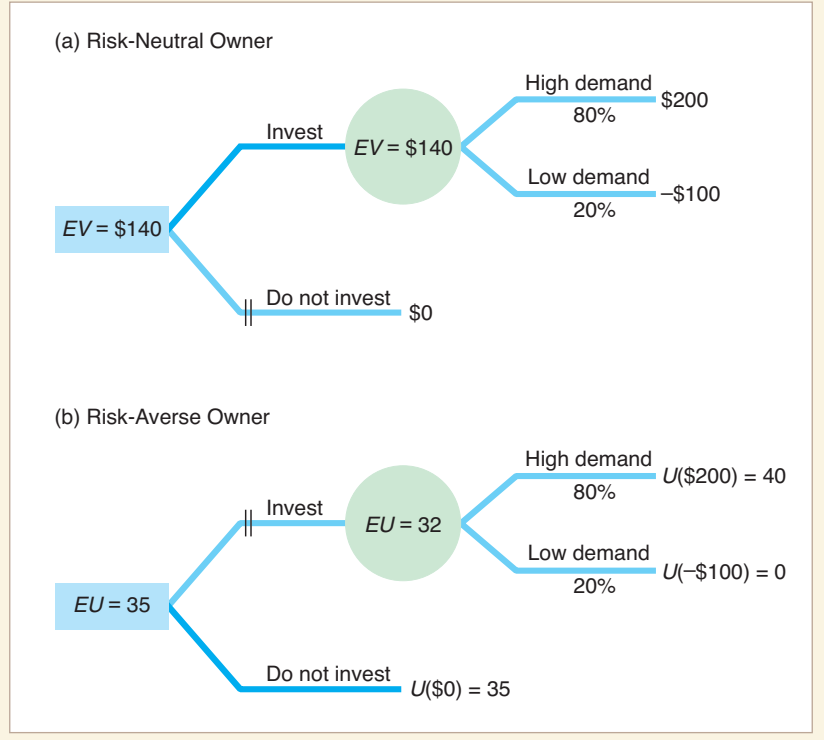 (a) Risk-Neutral Owner
High demand
80%
$200
Invest
EV = $140
Low demand
20%
–$100
EV = $140
Do not invest
$0
(b) Risk-Averse Owner
High demand
80%
U($200) = 40
Invest
EU = 32
Low demand
20%
U(–$100) = 0
EU = 35
Do not invest
U($0) = 35